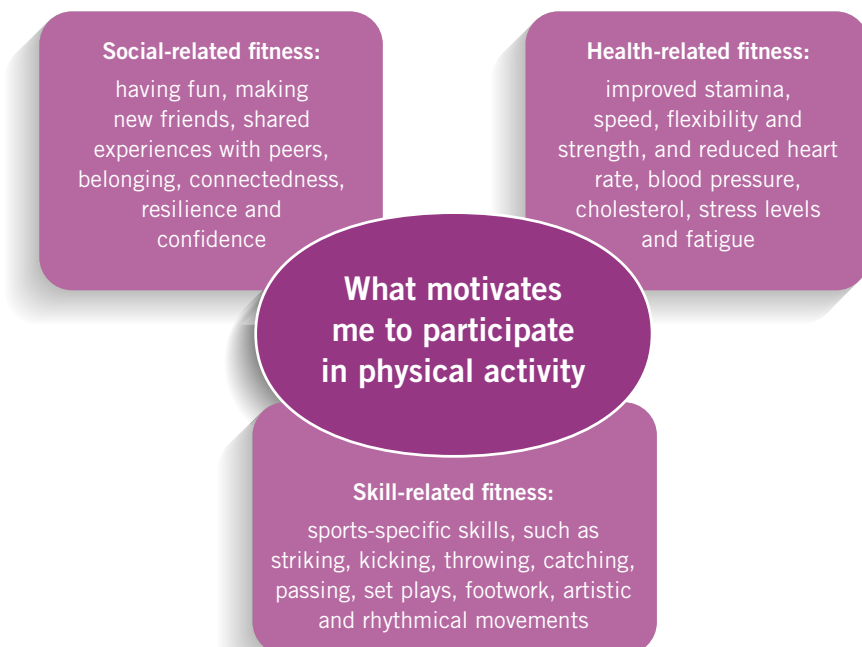 Social-related fitness:
having fun, making
new friends, shared
experiences with peers,
belonging, connectedness,
resilience and
confidence
Health-related fitness:
improved stamina,
speed, flexibility and
strength, and reduced heart
rate, blood pressure,
cholesterol, stress levels
and fatigue
What motivates
me to participate
in physical activity
Skill-related fitness:
sports-specific skills, such as
striking, kicking, throwing, catching,
passing, set plays, footwork, artistic
and rhythmical movements